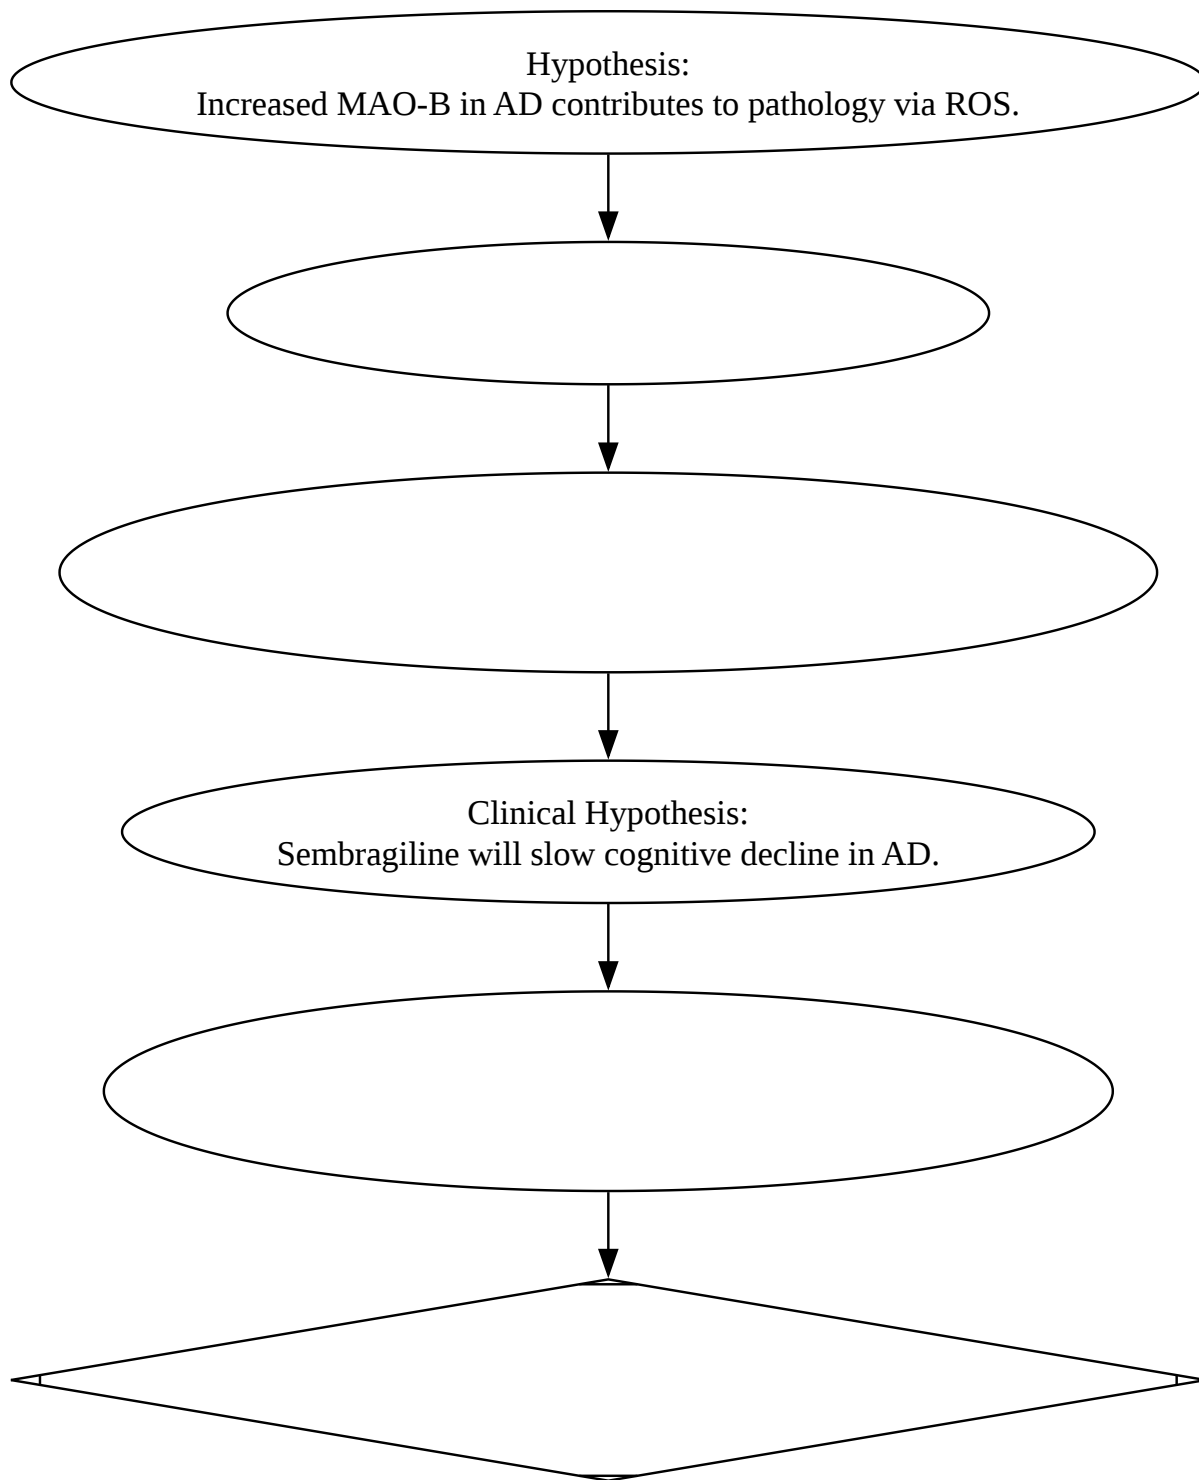 Hypothesis:
Increased MAO-B in AD contributes to pathology via ROS.
Clinical Hypothesis:
Sembragiline will slow cognitive decline in AD.